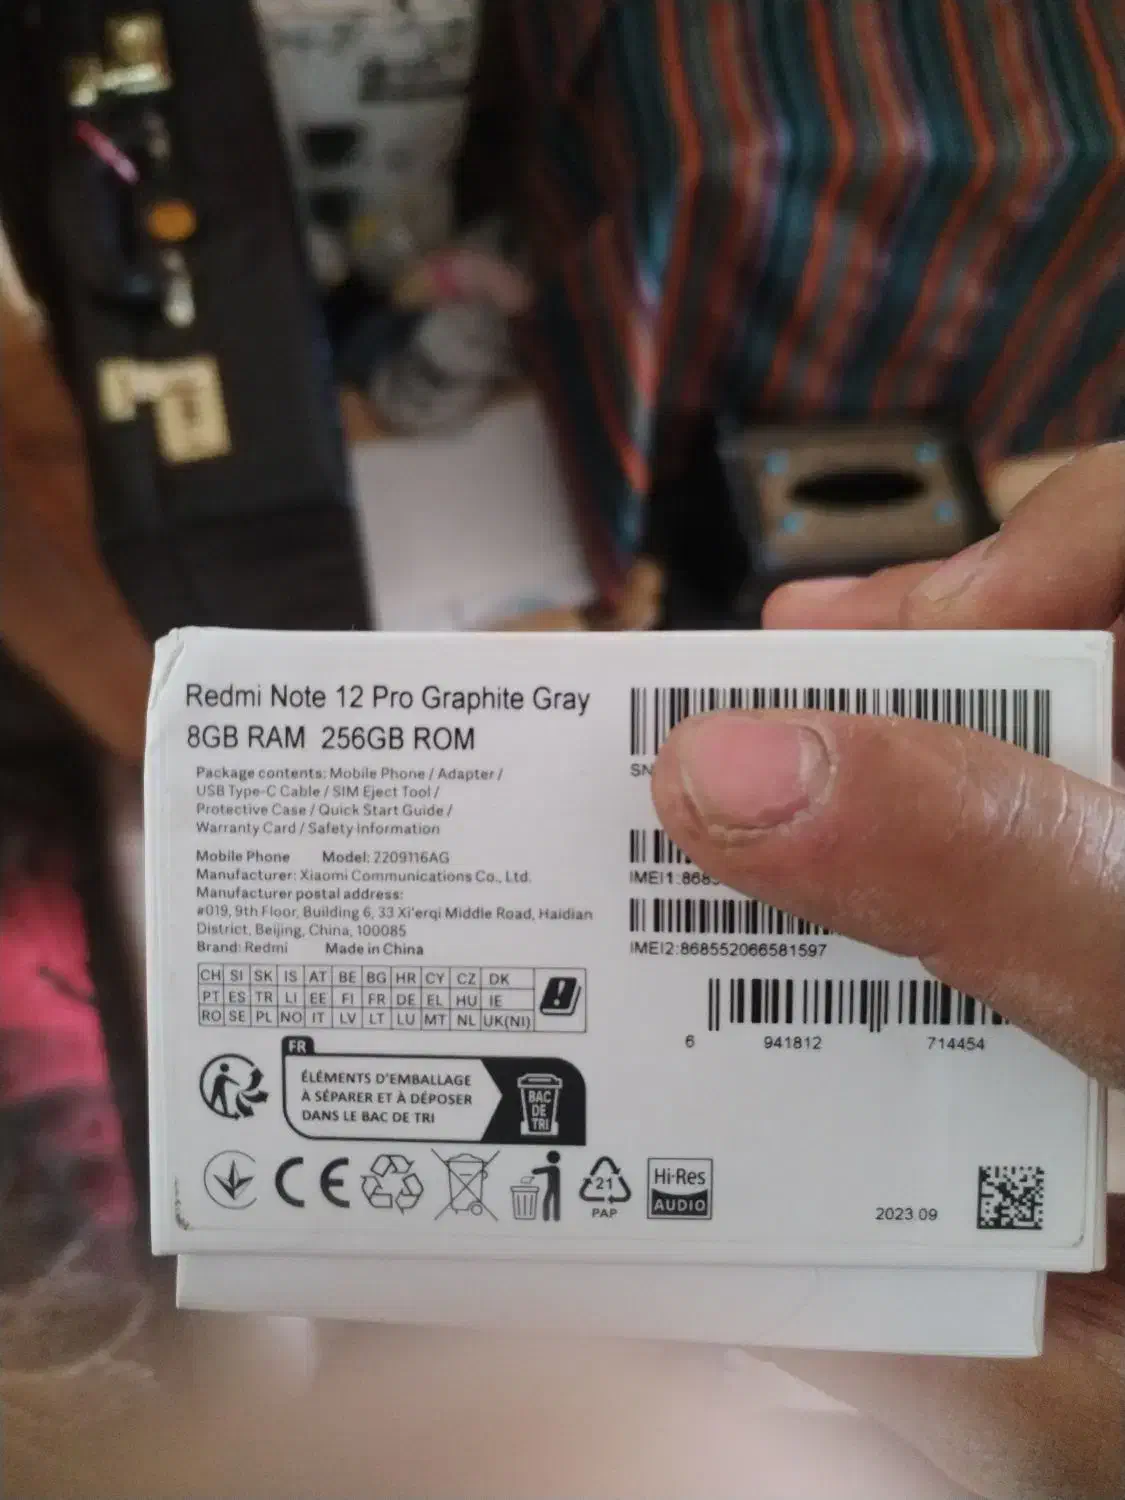 Redmi Note 12 Pro Graphite Gray
8GB RAM 256GB ROM
Package contents: Mobile Phone / Adapter /
USB Type-C Cable / SIM Eject Tool /
Protective Case / Quick Start Guide /
Warranty Card / Safety information
Mobile Phone Model: 2209116AG
Manufacturer: Xiaomi Communications Co., Ltd.
Manufacturer postal address:
#019, 9th Floor, Building 6, 33 Xi'erqi Middle Road, Haidian
District, Beijing, China, 100085
Brand: Redmi Made in China
CH SI SK IS AT BE BG HR CY CZ DK
PT ES TR LI EE FI FR DE EL HU IE
RO SE PL NO IT LV LT LU MT NL UK(NI)
FR
ÉLÉMENTS D'EMBALLAGE
À SÉPARER ET À DÉPOSER
DANS LE BAC DE TRI
BAC
DE
TRI
CE
21
PAP
Hi-Res
AUDIO
SN
IMEI1:868
IMEI2:868552066581597
6 941812 714454
2023.09